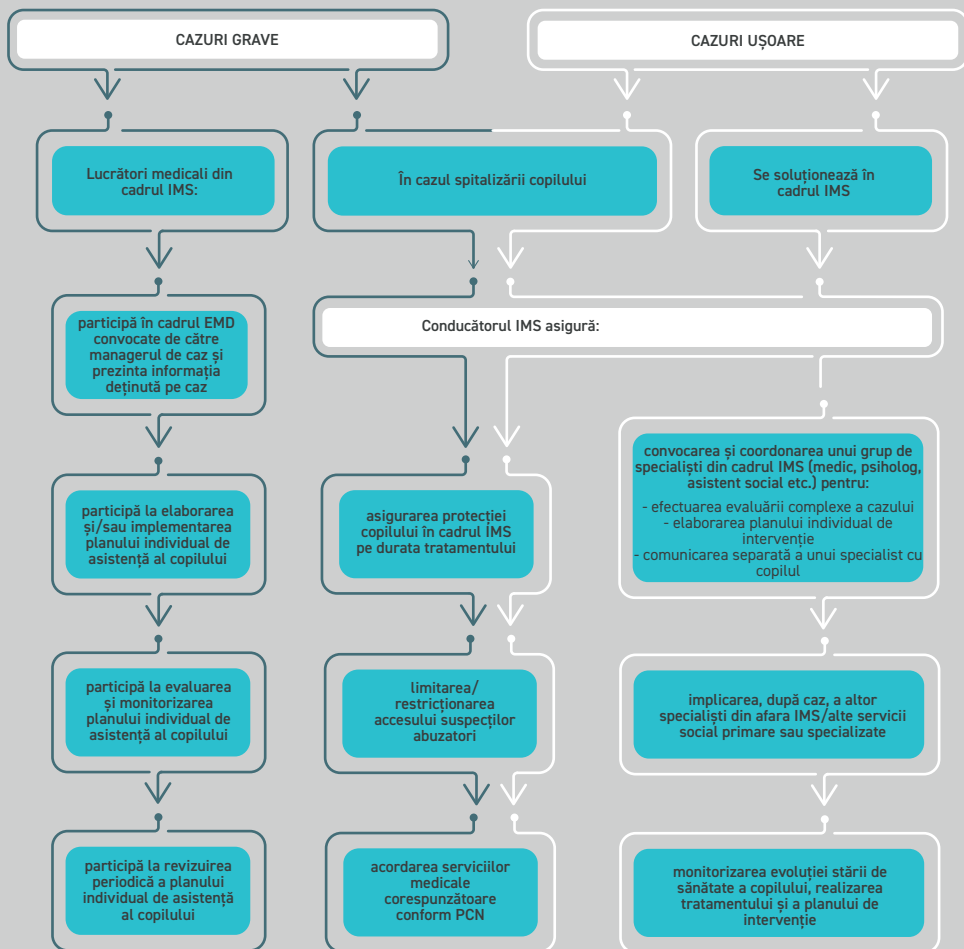 CAZURI GRAVE
CAZURI UȘOARE
Lucrători medicali din
cadrul IMS:
În cazul spitalizării copilului
Se soluționează în
cadrul IMS
participă în cadrul EMD
convocate de către
managerul de caz și
prezinta informația
deținută pe caz
Conducătorul IMS asigură:
participă la elaborarea
și/sau implementarea
planului individual de
asistență al copilului
asigurarea protecției
copilului în cadrul IMS
pe durata tratamentului
convocarea și coordonarea unui grup de
specialiști din cadrul IMS (medic, psiholog,
asistent social etc.) pentru:
- efectuarea evaluării complexe a cazului
- elaborarea planului individual de
intervenție
- comunicarea separată a unui specialist cu
copilul
participă la evaluarea
și monitorizarea
planului individual de
asistență al copilului
limitarea/
restricționarea
accesului suspecților
abuzatori
implicarea, după caz, a altor
specialiști din afara IMS/alte servicii
social primare sau specializate
participă la revizuirea
periodică a planului
individual de asistență
al copilului
acordarea serviciilor
medicale
corespunzătoare
conform PCN
monitorizarea evoluției stării de
sănătate a copilului, realizarea
tratamentului și a planului de
intervenție